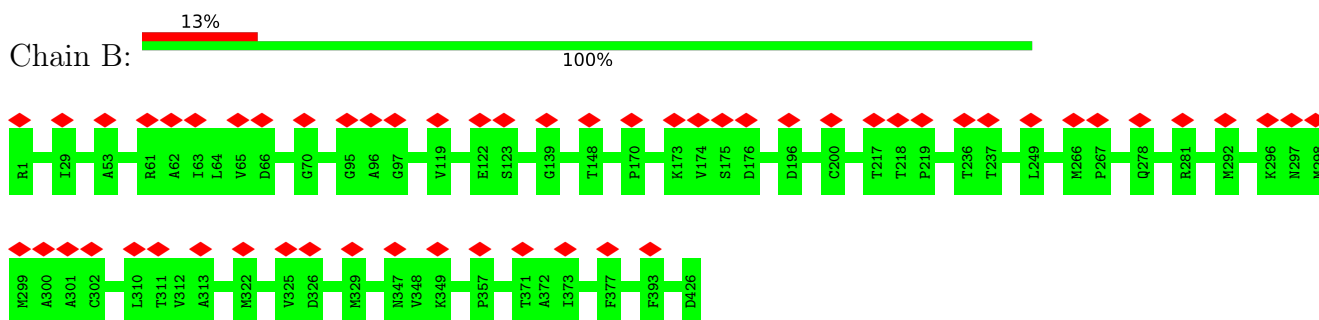 13%
Chain B:
100%
R1 I29 A53 R61 A62 I63 L64 V65 D66 G70 G95 A96 G97 V119 E122 S123 G139 T148 P170 K173 V174 S175 D176 D196 C200 T217 T218 P219 T236 T237 L249 M266 P267 Q278 R281 M292 K296 N297 M298
M299 A300 A301 C302 L310 T311 V312 A313 M322 V325 D326 M329 N347 V348 K349 P357 T371 A372 I373 F377 F393 D426